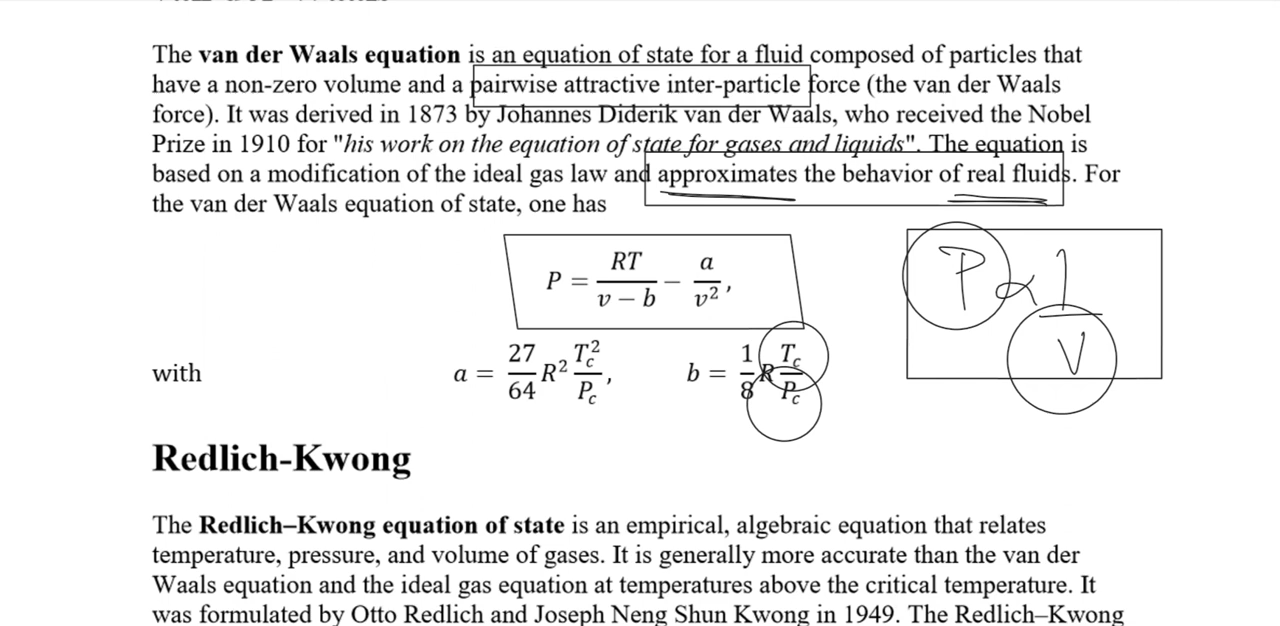 The van der Waals equation is an equation of state for a fluid composed of particles that
have a non-zero volume and a pairwise attractive inter-particle force (the van der Waals
force). It was derived in 1873 by Johannes Diderik van der Waals, who received the Nobel
Prize in 1910 for "his work on the equation of state for gases and liquids". The equation is
based on a modification of the ideal gas law and approximates the behavior of real fluids. For
the van der Waals equation of state, one has
P = RT / (v − b) − a / v²,
P ∝ 1/V
with a = 27/64 R² T_c²/P_c, b = 1/8 R T_c/P_c
Redlich-Kwong
The Redlich–Kwong equation of state is an empirical, algebraic equation that relates
temperature, pressure, and volume of gases. It is generally more accurate than the van der
Waals equation and the ideal gas equation at temperatures above the critical temperature. It
was formulated by Otto Redlich and Joseph Neng Shun Kwong in 1949. The Redlich–Kwong